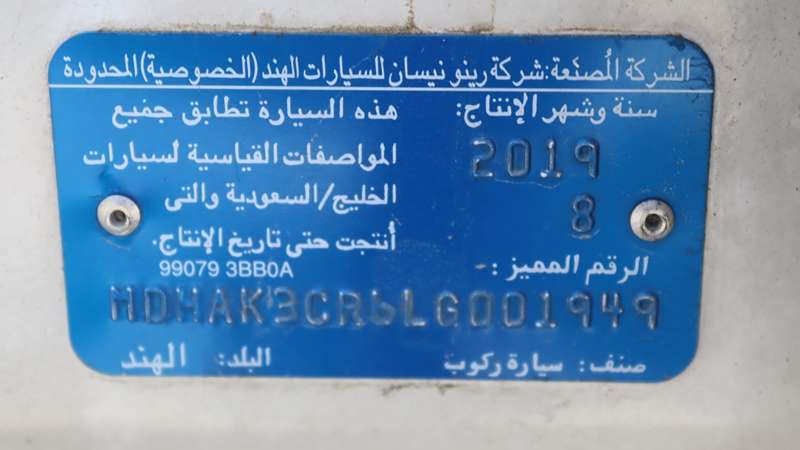 الشركة المُصنعة: شركة رينو نيسان للسيارات الهند (الخصوصية) المحدودة
سنة وشهر الإنتاج:
2019
8
هذه السيارة تطابق جميع
المواصفات القياسية لسيارات
الخليج/السعودية والتى
أنتجت حتى تاريخ الإنتاج.
99079 3BB0A
الرقم المميز :
MDHAK3CR6LG001949
صنف: سيارة ركوب
البلد: الهند